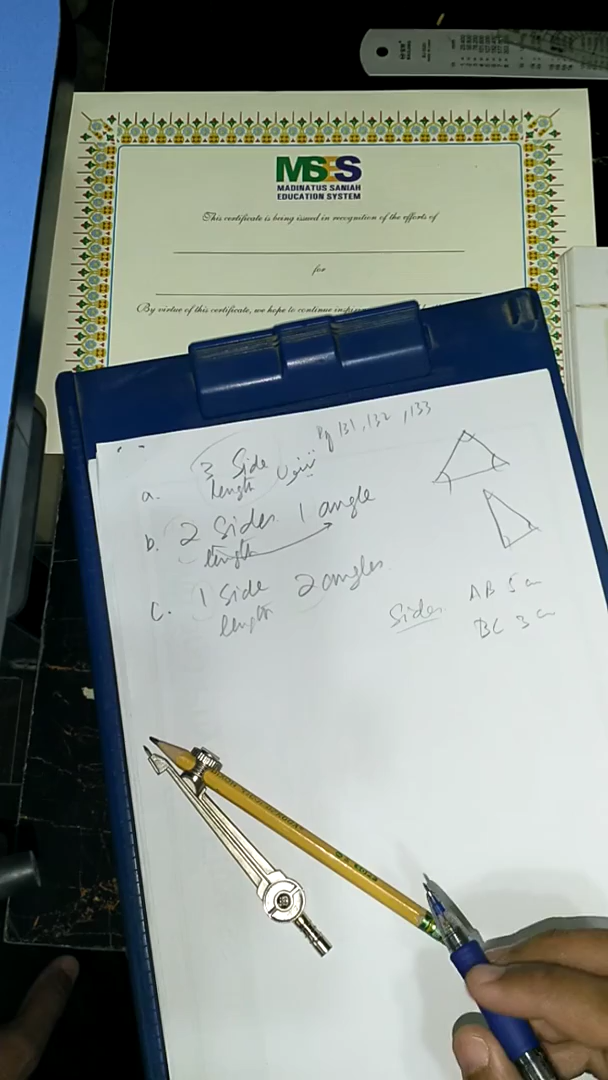 MSES
MADINATUS SANIAH
EDUCATION SYSTEM
This certificate is being issued in recognition of the efforts of
for
By virtue of this certificate, we hope to continue
Pg 131, 132, 133
a. 3 Side
length
b. 2 Sides 1 angle
length
c. 1 Side 2 angles
length
Sides AB 5 cm
BC 3 cm